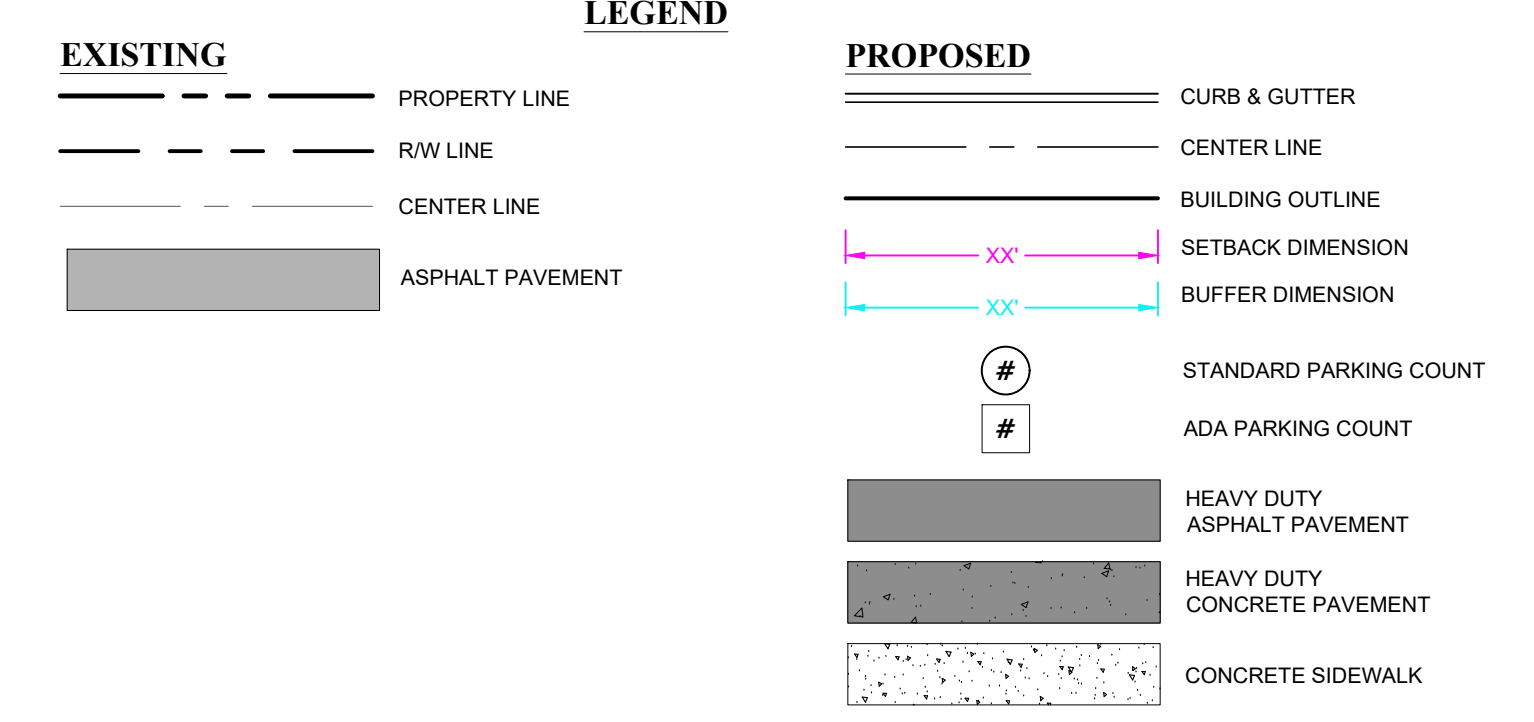 LEGEND
EXISTING
PROPERTY LINE
R/W LINE
CENTER LINE
ASPHALT PAVEMENT
PROPOSED
CURB & GUTTER
CENTER LINE
BUILDING OUTLINE
XX' SETBACK DIMENSION
XX' BUFFER DIMENSION
# STANDARD PARKING COUNT
# ADA PARKING COUNT
HEAVY DUTY
ASPHALT PAVEMENT
HEAVY DUTY
CONCRETE PAVEMENT
CONCRETE SIDEWALK